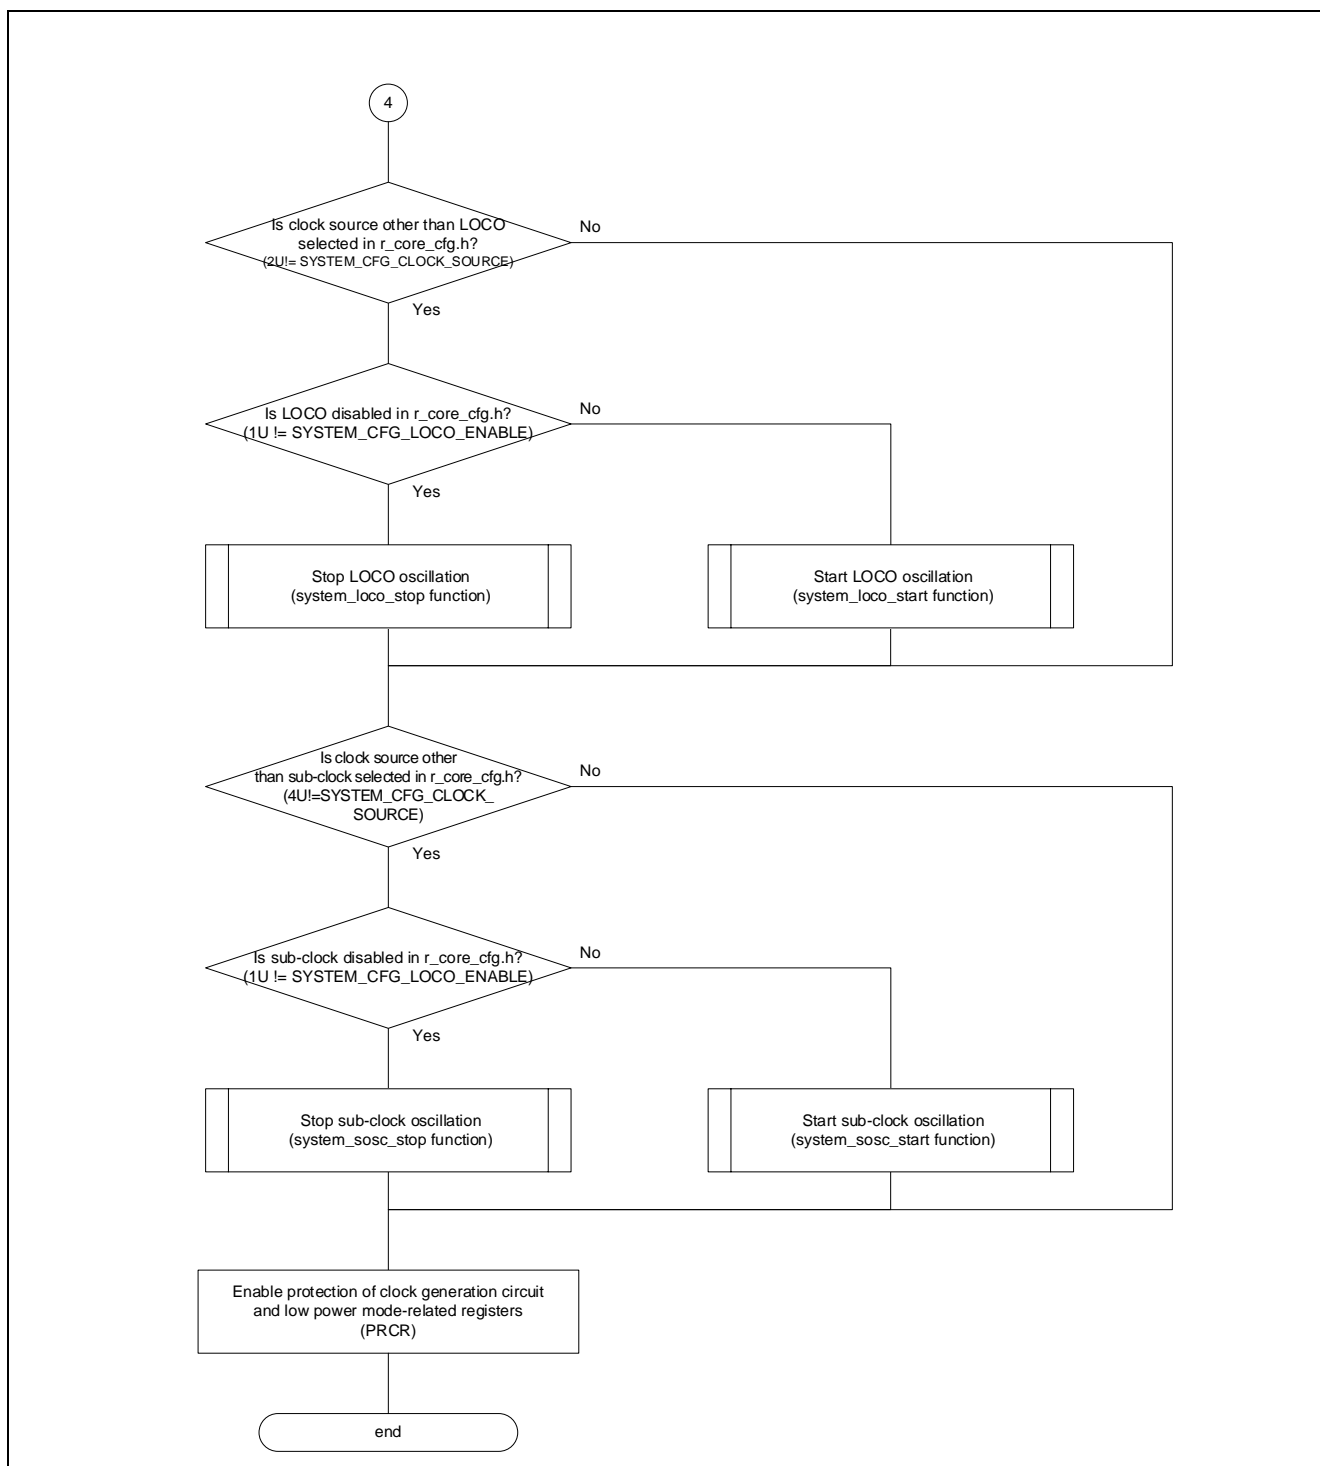 4
Is clock source other than LOCO
selected in r_core_cfg.h?
(2U!= SYSTEM_CFG_CLOCK_SOURCE)
No
Yes
Is LOCO disabled in r_core_cfg.h?
(1U != SYSTEM_CFG_LOCO_ENABLE)
No
Yes
Stop LOCO oscillation
(system_loco_stop function)
Start LOCO oscillation
(system_loco_start function)
Is clock source other
than sub-clock selected in r_core_cfg.h?
(4U!=SYSTEM_CFG_CLOCK_
SOURCE)
No
Yes
Is sub-clock disabled in r_core_cfg.h?
(1U != SYSTEM_CFG_LOCO_ENABLE)
No
Yes
Stop sub-clock oscillation
(system_sosc_stop function)
Start sub-clock oscillation
(system_sosc_start function)
Enable protection of clock generation circuit
and low power mode-related registers
(PRCR)
end